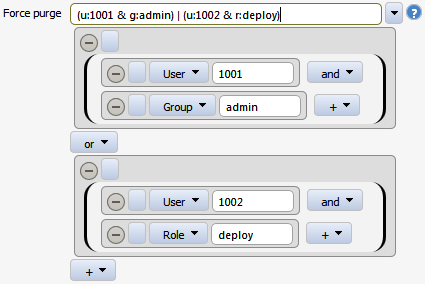 Force purge (u:1001 & g:admin) | (u:1002 & r:deploy) ?
User 1001 and
Group admin +
or
User 1002 and
Role deploy +
+